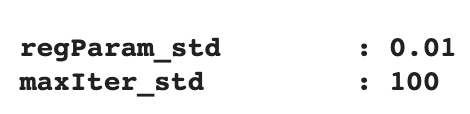 regParam_std : 0.01
maxIter_std : 100